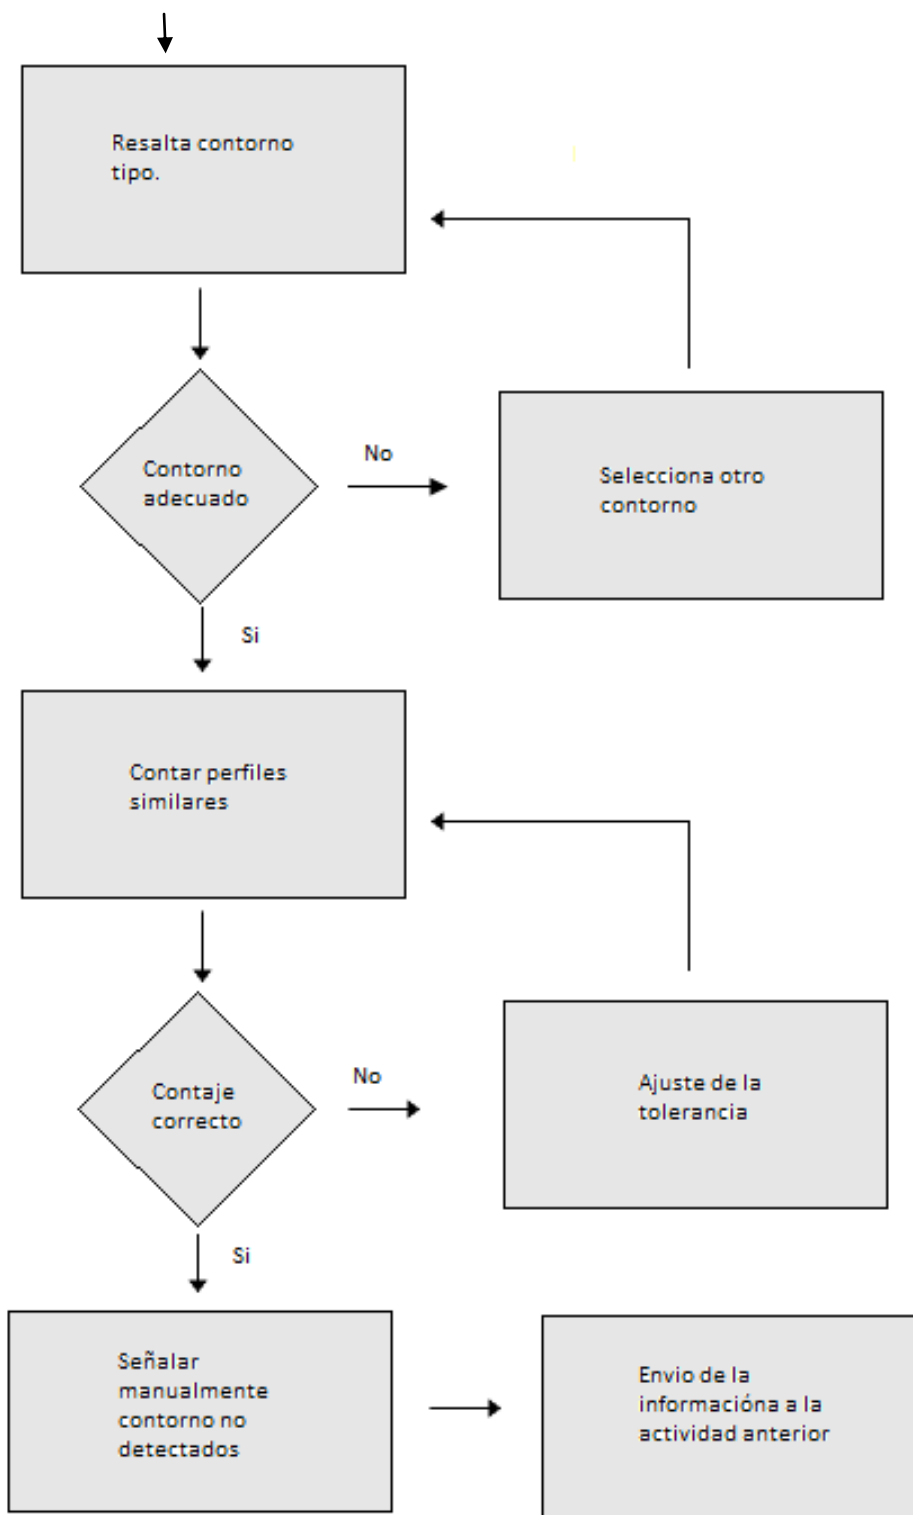 Resalta contorno
tipo.
Contorno
adecuado
No
Selecciona otro
contorno
Si
Contar perfiles
similares
Contaje
correcto
No
Ajuste de la
tolerancia
Si
Señalar
manualmente
contorno no
detectados
Envio de la
informacióna a la
actividad anterior